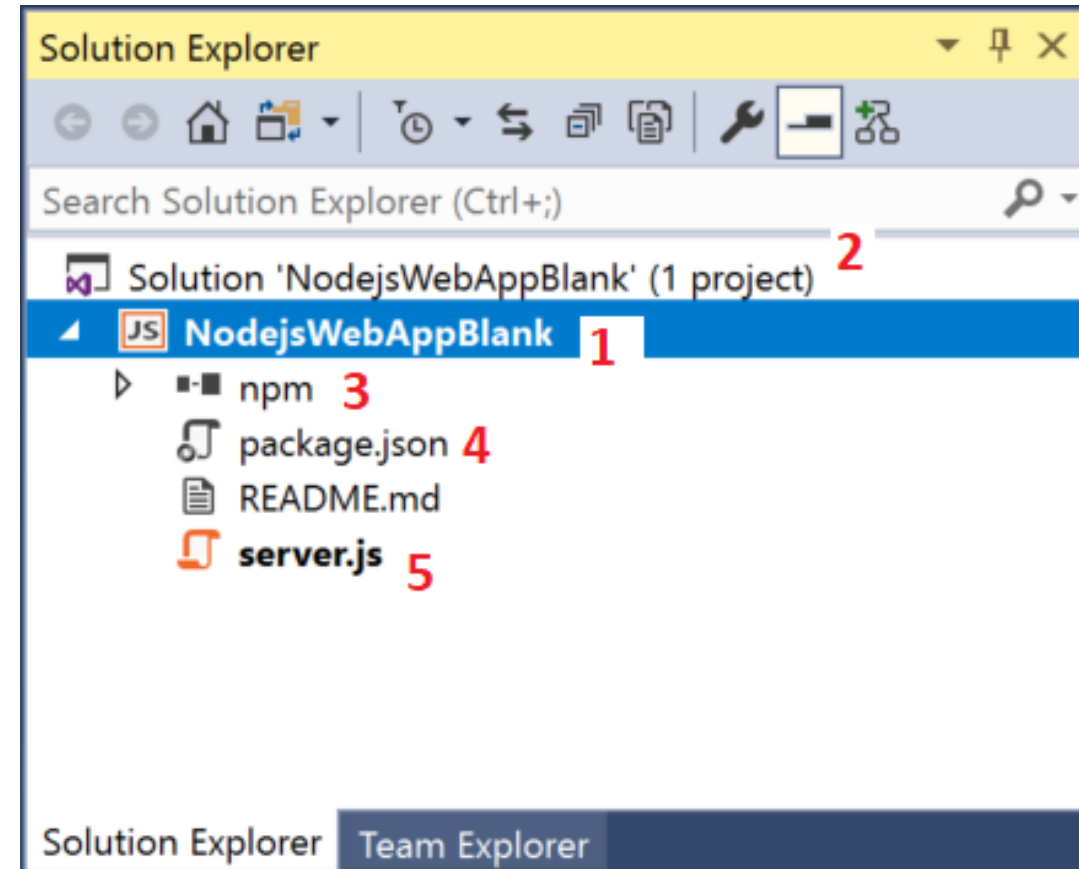 Solution Explorer
Search Solution Explorer (Ctrl+;)
Solution 'NodejsWebAppBlank' (1 project) 2
JS NodejsWebAppBlank 1
npm 3
package.json 4
README.md
server.js 5
Solution Explorer Team Explorer